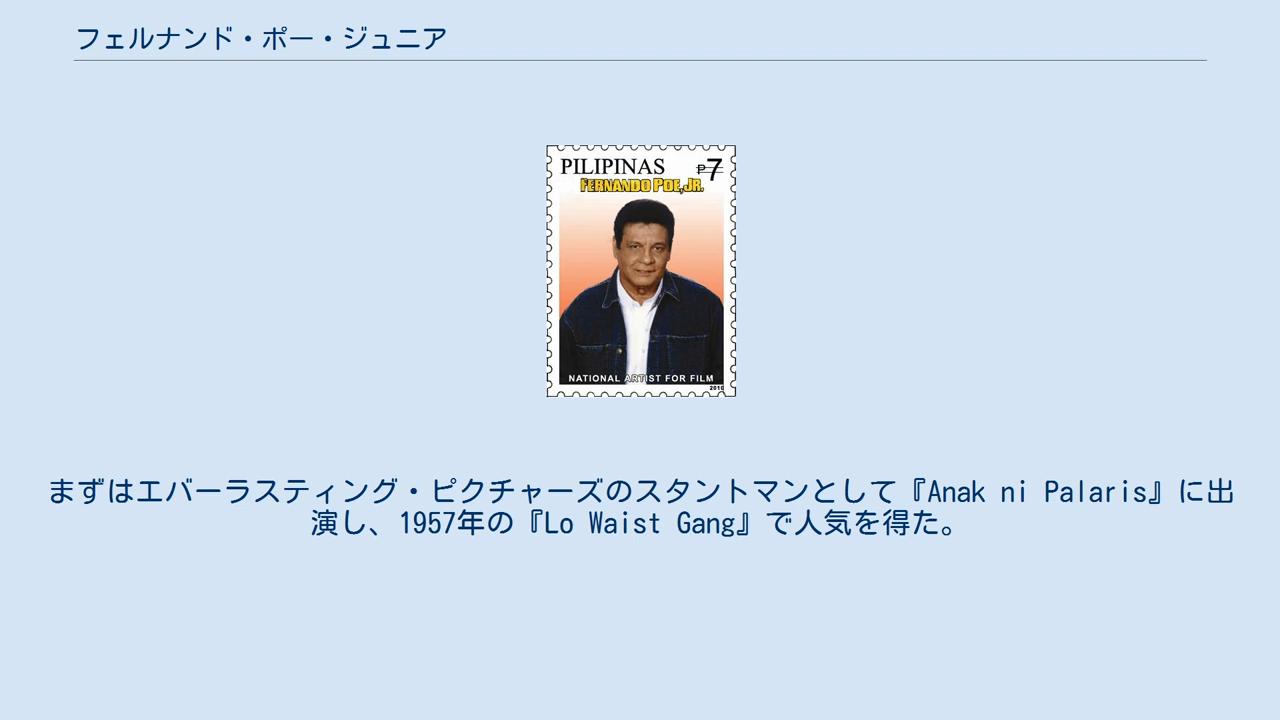 フェルナンド・ポー・ジュニア
PILIPINAS ₱7
FERNANDO POE, JR.
NATIONAL ARTIST FOR FILM
2010
まずはエバーラスティング・ピクチャーズのスタントマンとして『Anak ni Palaris』に出
演し、1957年の『Lo Waist Gang』で人気を得た。